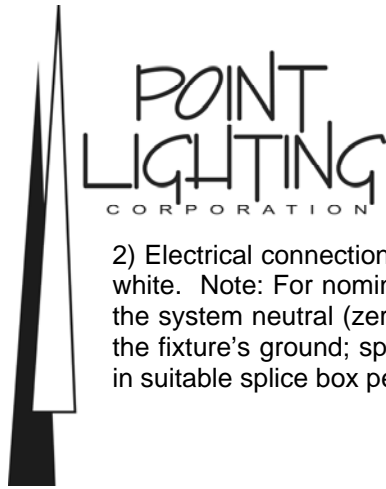 POINT
LIGHTING
CORPORATION
2) Electrical connection
white. Note: For nomin
the system neutral (zer
the fixture's ground; sp
in suitable splice box pe